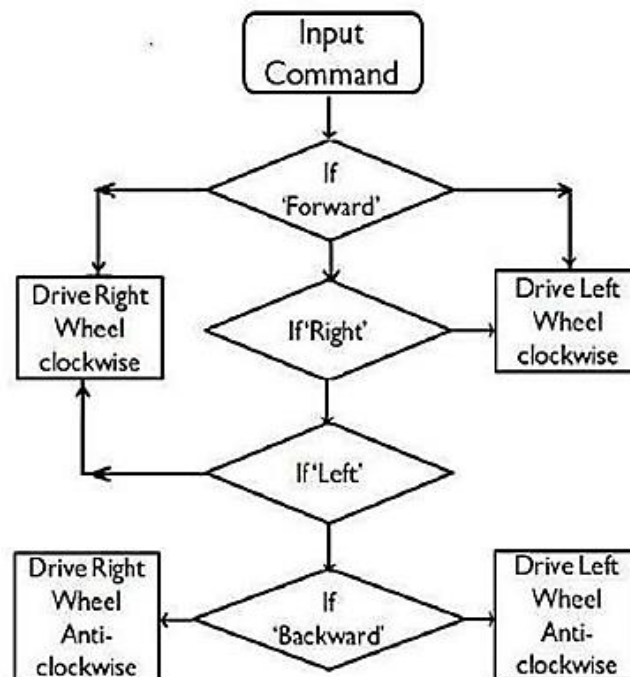 Input
Command
If
‘Forward’
Drive Right
Wheel
clockwise
If ‘Right’
Drive Left
Wheel
clockwise
If ‘Left’
Drive Right
Wheel
Anti-
clockwise
If
‘Backward’
Drive Left
Wheel
Anti-
clockwise